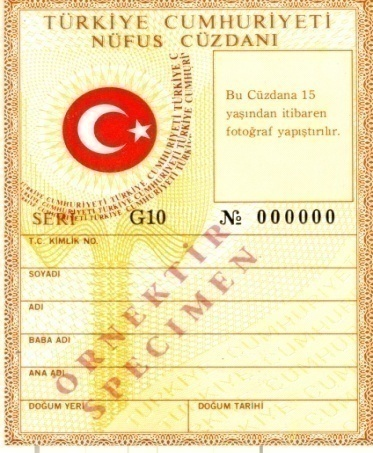 TÜRKİYE CUMHURİYETİ
NÜFUS CÜZDANI
Bu Cüzdana 15
yaşından itibaren
fotoğraf yapıştırılır.
SERİ G10 № 000000
T.C. KİMLİK NO.
SOYADI
ADI
BABA ADI
ANA ADI
DOĞUM YERİ DOĞUM TARİHİ
ÖRNEKTİR
SPECIMEN